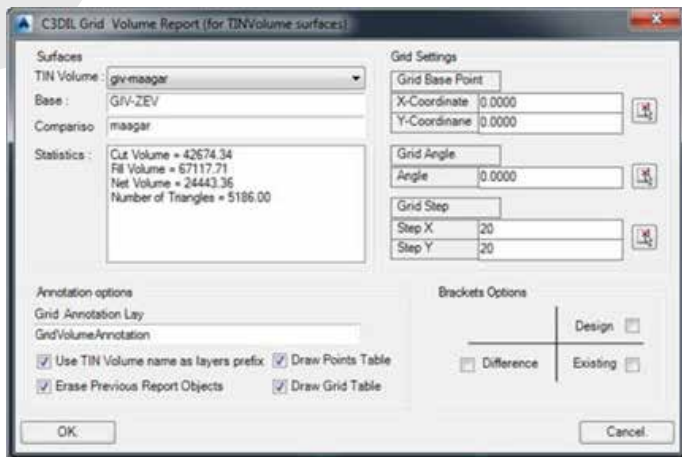 C3DIL Grid Volume Report (for TINVolume surfaces)
Surfaces
TIN Volume : giv-maagar
Base : GIV-ZEV
Compariso maagar
Statistics : Cut Volume = 42674.34
Fill Volume = 67117.71
Net Volume = 24443.36
Number of Triangles = 5186.00
Grid Settings
Grid Base Point
X-Coordinate 0.0000
Y-Coordinane 0.0000
Grid Angle
Angle 0.0000
Grid Step
Step X 20
Step Y 20
Annotation options
Grid Annotation Lay
GridVolumeAnnotation
Use TIN Volume name as layers prefix Draw Points Table
Erase Previous Report Objects Draw Grid Table
Brackets Options
Design
Difference Existing
OK Cancel